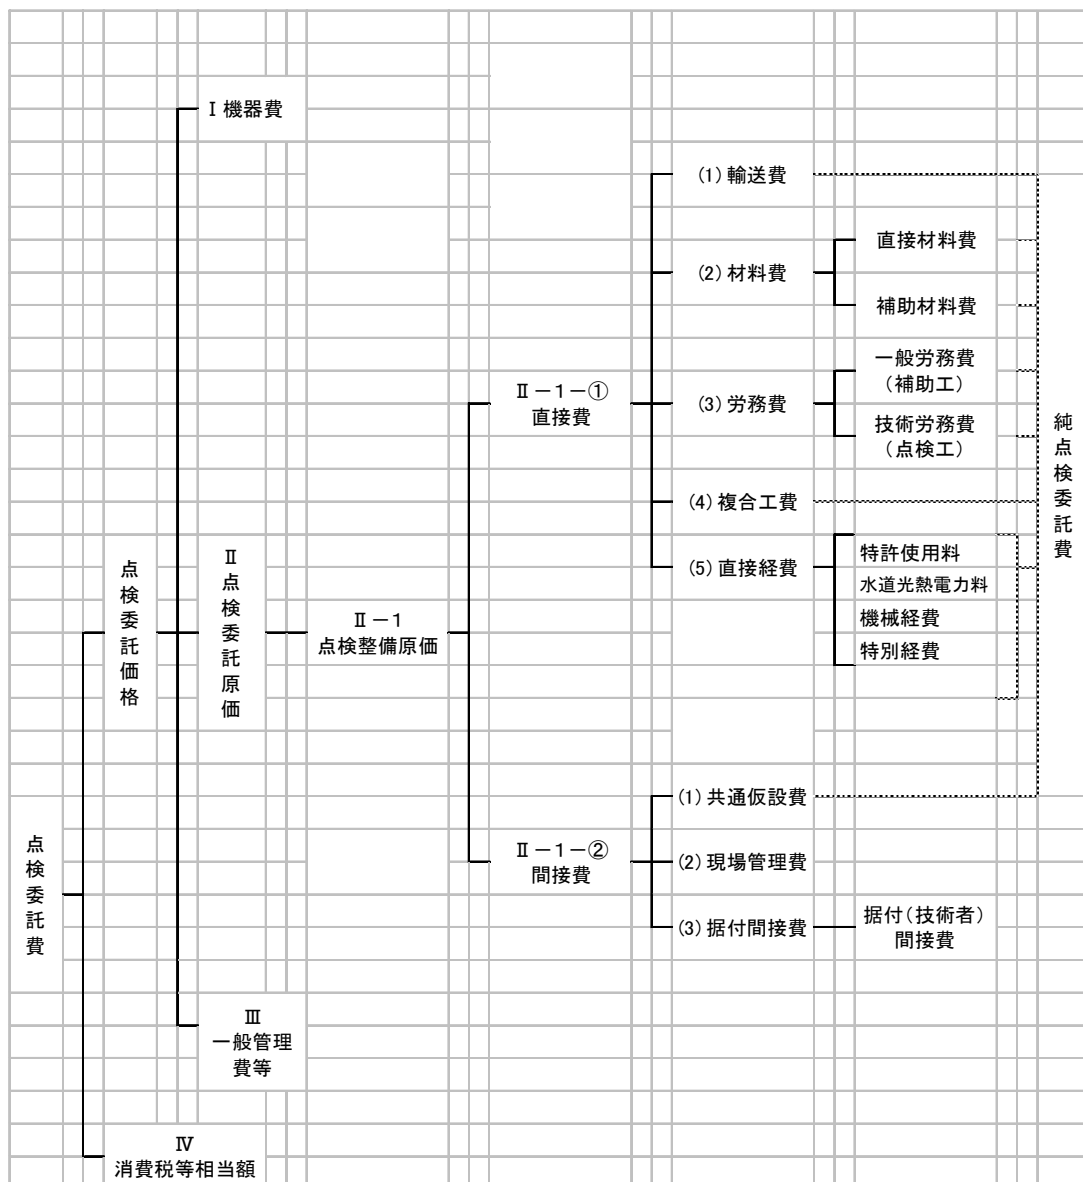 Ⅰ機器費
(1)輸送費
直接材料費
(2)材料費
補助材料費
一般労務費
(補助工)
Ⅱ－1－①
直接費
(3)労務費
技術労務費
(点検工)
純点検委託費
(4)複合工費
(5)直接経費
特許使用料
水道光熱電力料
機械経費
特別経費
点検委託価格
Ⅱ点検委託原価
Ⅱ－1
点検整備原価
(1)共通仮設費
Ⅱ－1－②
間接費
(2)現場管理費
(3)据付間接費
据付(技術者)
間接費
点検委託費
Ⅲ
一般管理
費等
Ⅳ
消費税等相当額